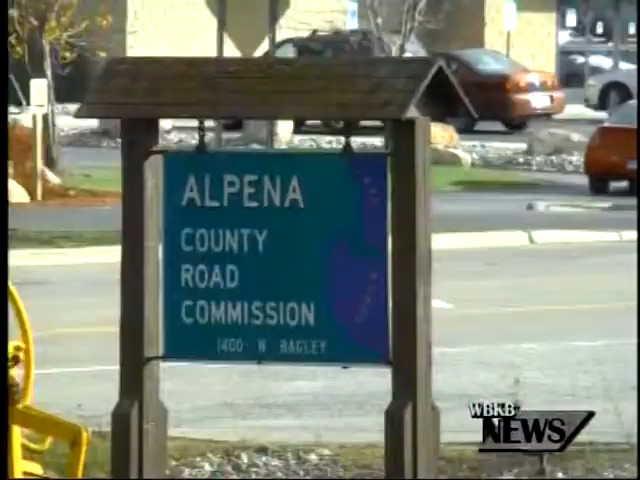 ALPENA
COUNTY
ROAD
COMMISSION
1400 N BAGLEY
WBKB
NEWS